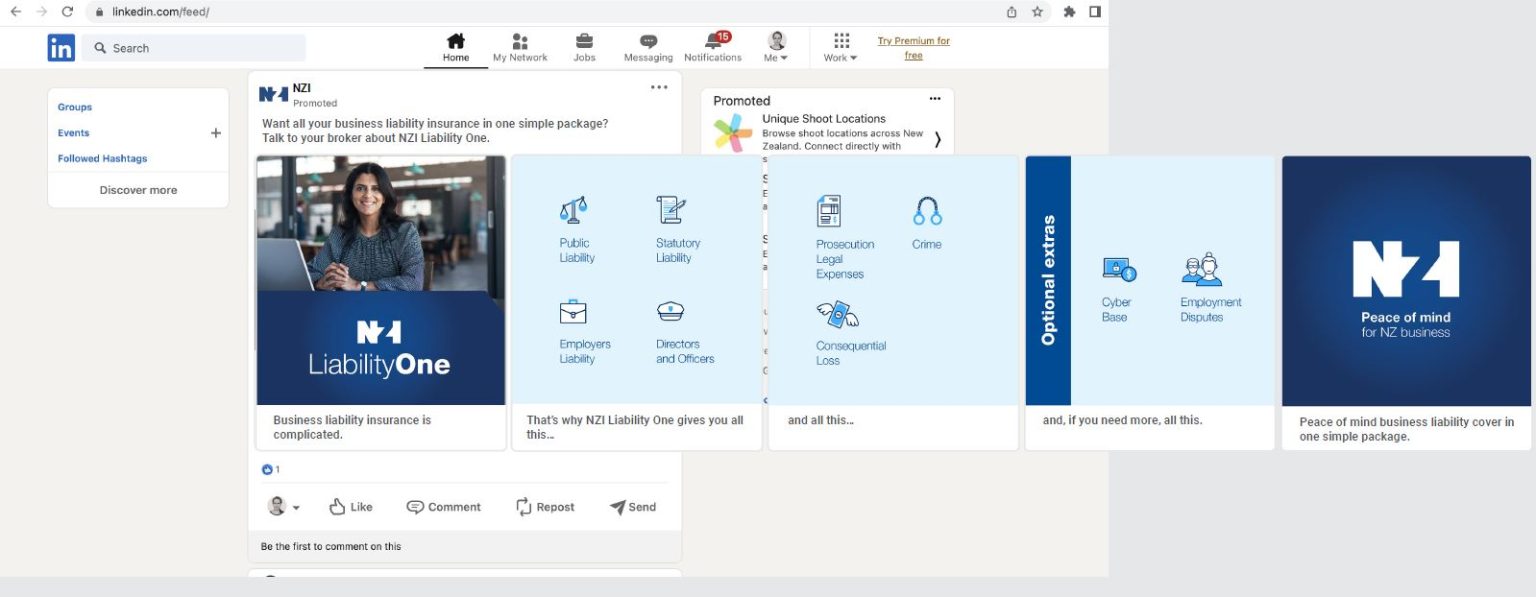 linkedin.com/feed/
in
Search
Home
My Network
Jobs
Messaging
15
Notifications
Me
Work
Try Premium for
free
Groups
Events
Followed Hashtags
Discover more
NZI
NZI
Promoted
Want all your business liability insurance in one simple package?
Talk to your broker about NZI Liability One.
Promoted
Unique Shoot Locations
Browse shoot locations across New
Zealand. Connect directly with
NZI
LiabilityOne
Business liability insurance is
complicated.
Public
Liability
Statutory
Liability
Employers
Liability
Directors
and Officers
That's why NZI Liability One gives you all
this...
Prosecution
Legal
Expenses
Crime
Consequential
Loss
and all this...
Optional extras
Cyber
Base
Employment
Disputes
and, if you need more, all this.
NZI
Peace of mind
for NZ business
Peace of mind business liability cover in
one simple package.
1
Like
Comment
Repost
Send
Be the first to comment on this